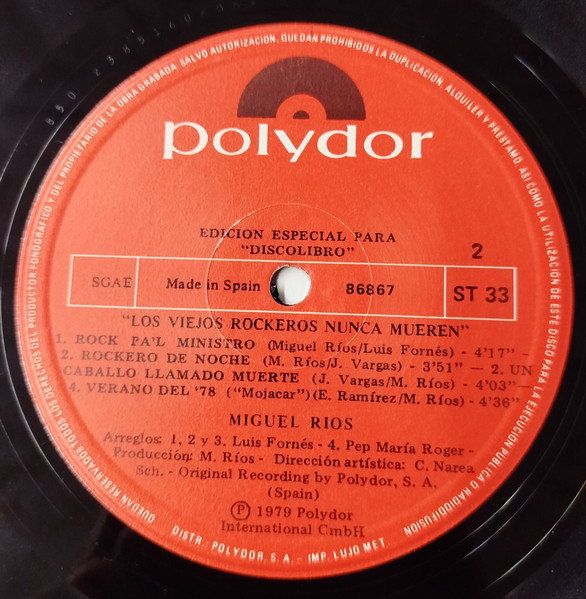 QUEDAN RESERVADOS TODOS LOS DERECHOS DEL PRODUCTOR FONOGRAFICO Y DEL PROPIETARIO DE LA OBRA GRABADA. SALVO AUTORIZACION, QUEDAN PROHIBIDOS LA DUPLICACION, ALQUILER Y PRESTAMO, ASI COMO LA UTILIZACION DE ESTE DISCO PARA LA EJECUCION PUBLICA O RADIODIFUSION
polydor
EDICION ESPECIAL PARA
"DISCOLIBRO"
2
SGAE Made in Spain 86867 ST 33
"LOS VIEJOS ROCKEROS NUNCA MUEREN"
1. ROCK PA'L MINISTRO (Miguel Ríos/Luis Fornés) - 4'17" -
2. ROCKERO DE NOCHE (M. Ríos/J. Vargas) - 3'51" — 2. UN
CABALLO LLAMADO MUERTE (J. Vargas/M. Ríos) - 4'03"—
4. VERANO DEL '78 ("Mojacar")(E. Ramírez/M. Ríos) - 4'36"
MIGUEL RIOS
Arreglos: 1, 2 y 3. Luis Fornés - 4. Pep María Roger -
Producción: M. Ríos - Dirección artística: C. Narea
Sch. - Original Recording by Polydor, S. A.
(Spain)
Ⓟ 1979 Polydor
International GmbH
DISTR.: POLYDOR, S. A. - IMP. LUJO MET.